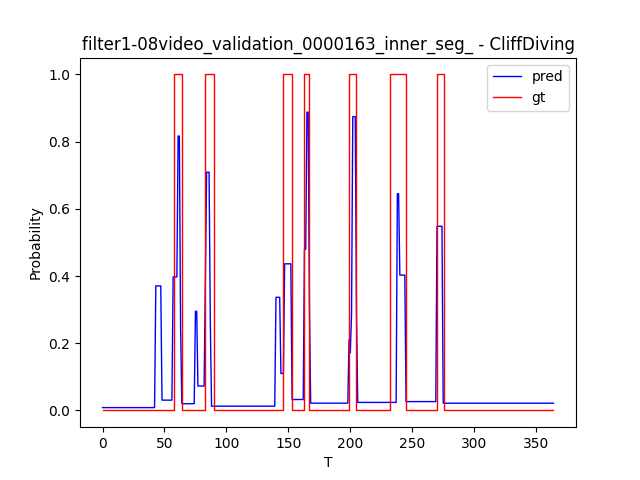 filter1-08video_validation_0000163_inner_seg_ - CliffDiving
pred
gt
1.0
0.8
0.6
0.4
0.2
0.0
Probability
0 50 100 150 200 250 300 350
T